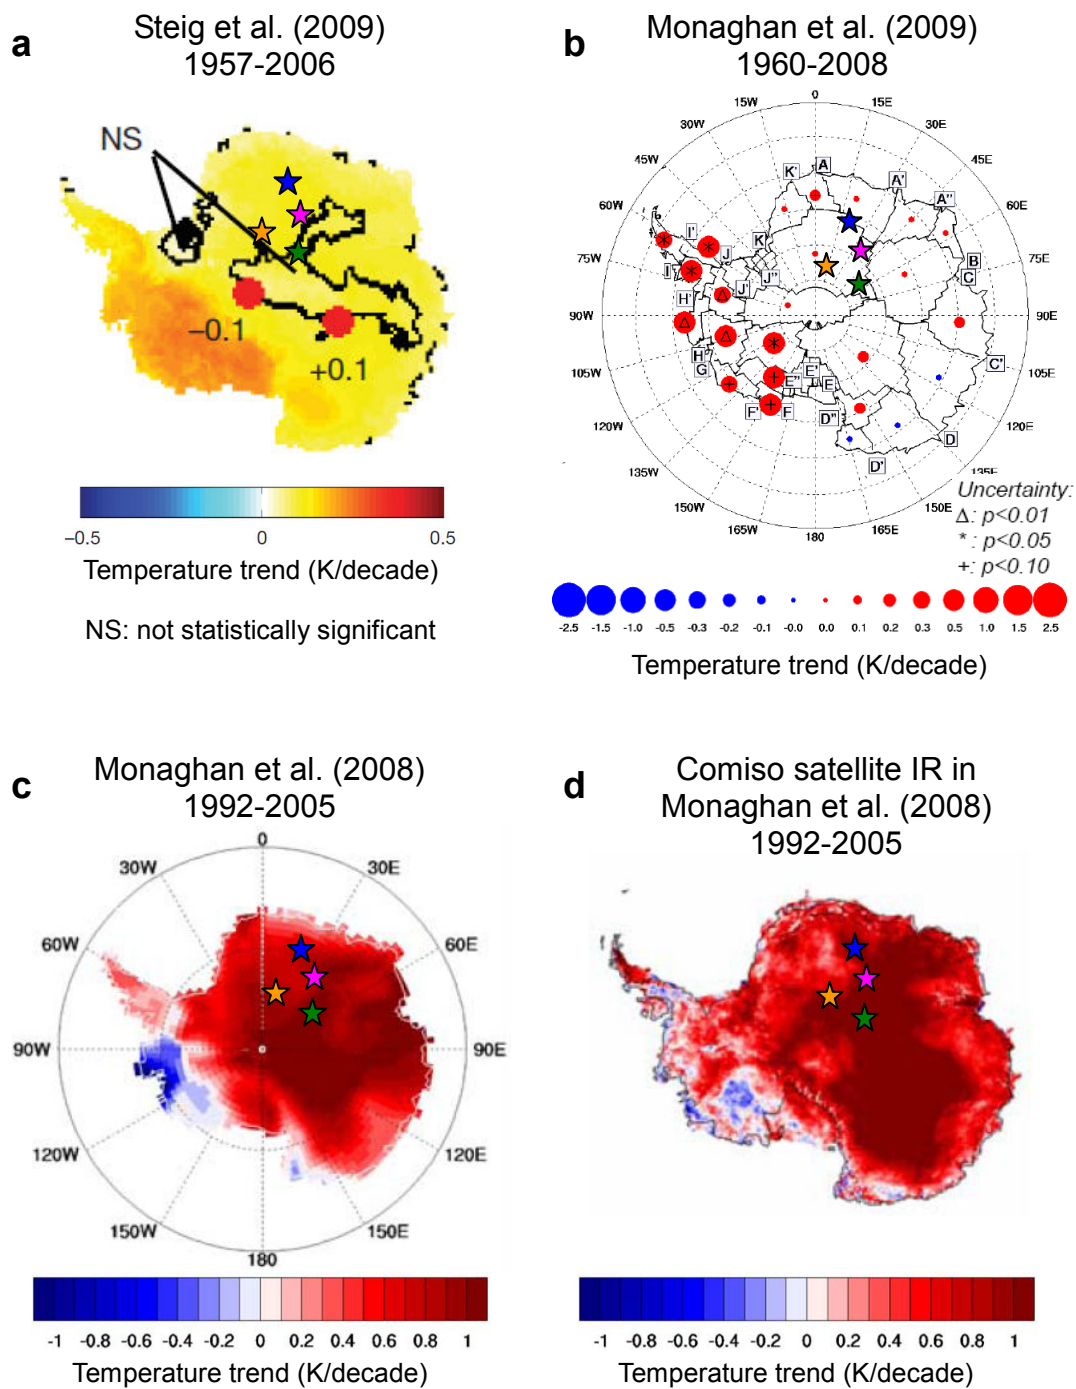 a
Steig et al. (2009)
1957-2006
NS
−0.1
+0.1
−0.5 0 0.5
Temperature trend (K/decade)
NS: not statistically significant
b
Monaghan et al. (2009)
1960-2008
0
15W 15E
30W 30E
45W 45E
60W 60E
75W 75E
90W 90E
105W 105E
120W 120E
135W 135E
150W 150E
165W 165E
180
K' A A' A''
I' K B
J C
I J' J''
H'
H C'
G E'' E' E
F' F D'' D
D'
Uncertainty:
Δ: p<0.01
* : p<0.05
+: p<0.10
-2.5 -1.5 -1.0 -0.5 -0.3 -0.2 -0.1 -0.0 0.0 0.1 0.2 0.3 0.5 1.0 1.5 2.5
Temperature trend (K/decade)
c
Monaghan et al. (2008)
1992-2005
0
30W 30E
60W 60E
90W 90E
120W 120E
150W 150E
180
-1 -0.8 -0.6 -0.4 -0.2 0 0.2 0.4 0.6 0.8 1
Temperature trend (K/decade)
d
Comiso satellite IR in
Monaghan et al. (2008)
1992-2005
-1 -0.8 -0.6 -0.4 -0.2 0 0.2 0.4 0.6 0.8 1
Temperature trend (K/decade)